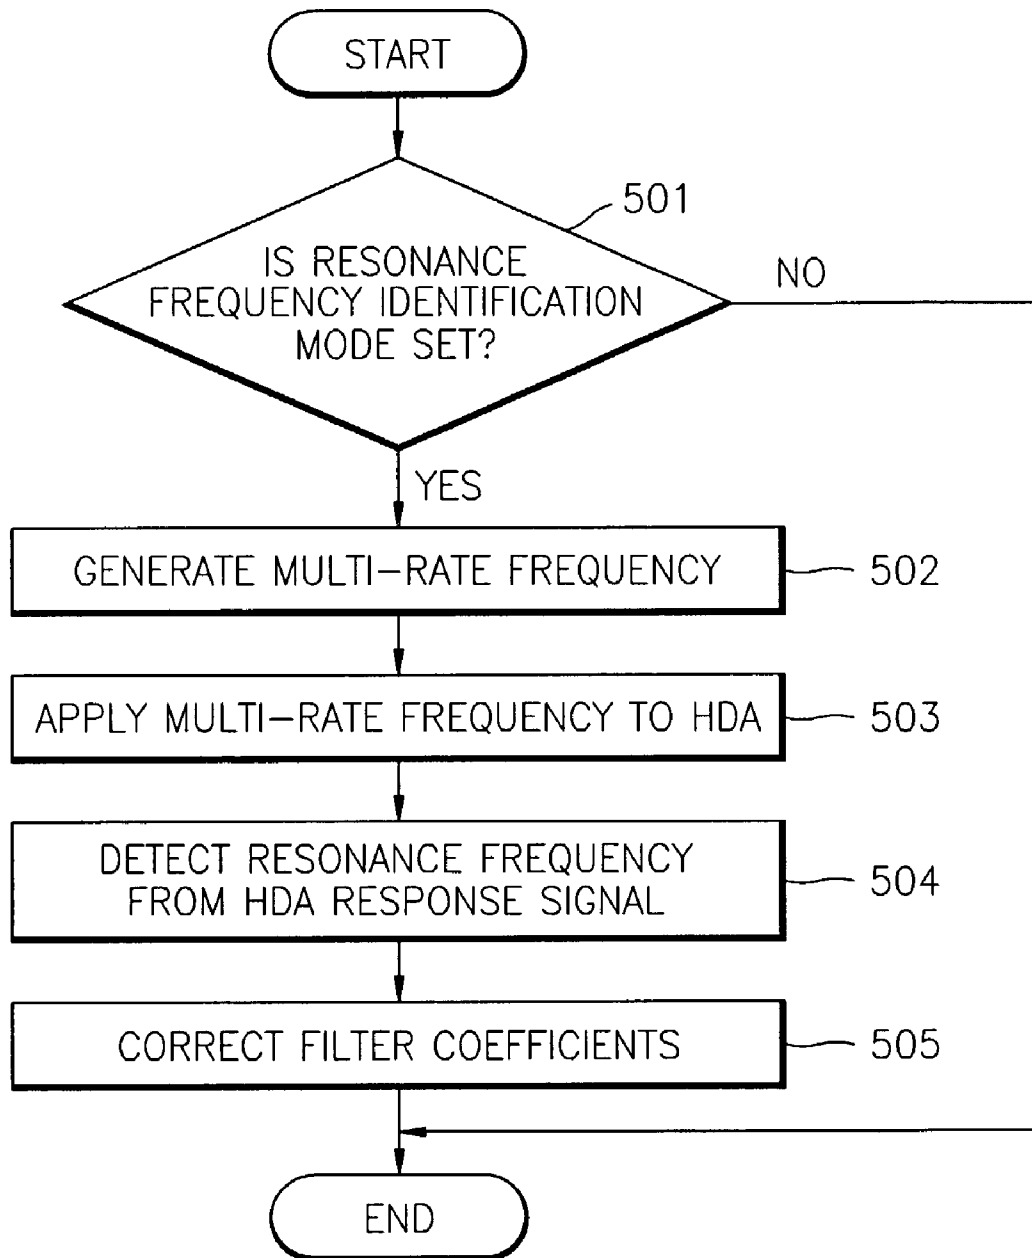 START
501
IS RESONANCE
FREQUENCY IDENTIFICATION
MODE SET?
NO
YES
GENERATE MULTI-RATE FREQUENCY
502
APPLY MULTI-RATE FREQUENCY TO HDA
503
DETECT RESONANCE FREQUENCY
FROM HDA RESPONSE SIGNAL
504
CORRECT FILTER COEFFICIENTS
505
END